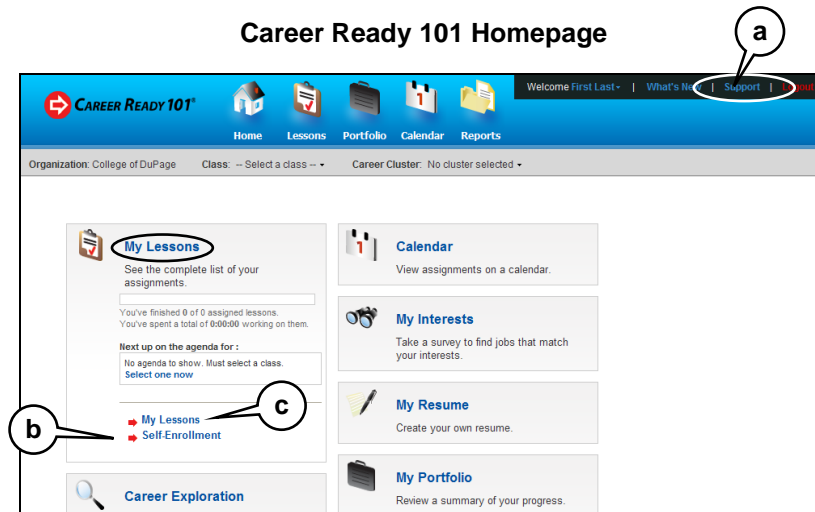 Career Ready 101 Homepage
a
Welcome First Last | What's New | Support | Logout
CAREER READY 101®
1
Home Lessons Portfolio Calendar Reports
Organization: College of DuPage Class: -- Select a class -- Career Cluster: No cluster selected
My Lessons
See the complete list of your
assignments.
You've finished 0 of 0 assigned lessons.
You've spent a total of 0:00:00 working on them.
Next up on the agenda for :
No agenda to show. Must select a class.
Select one now
My Lessons
Self-Enrollment
c
b
Career Exploration
1
Calendar
View assignments on a calendar.
My Interests
Take a survey to find jobs that match
your interests.
My Resume
Create your own resume.
My Portfolio
Review a summary of your progress.